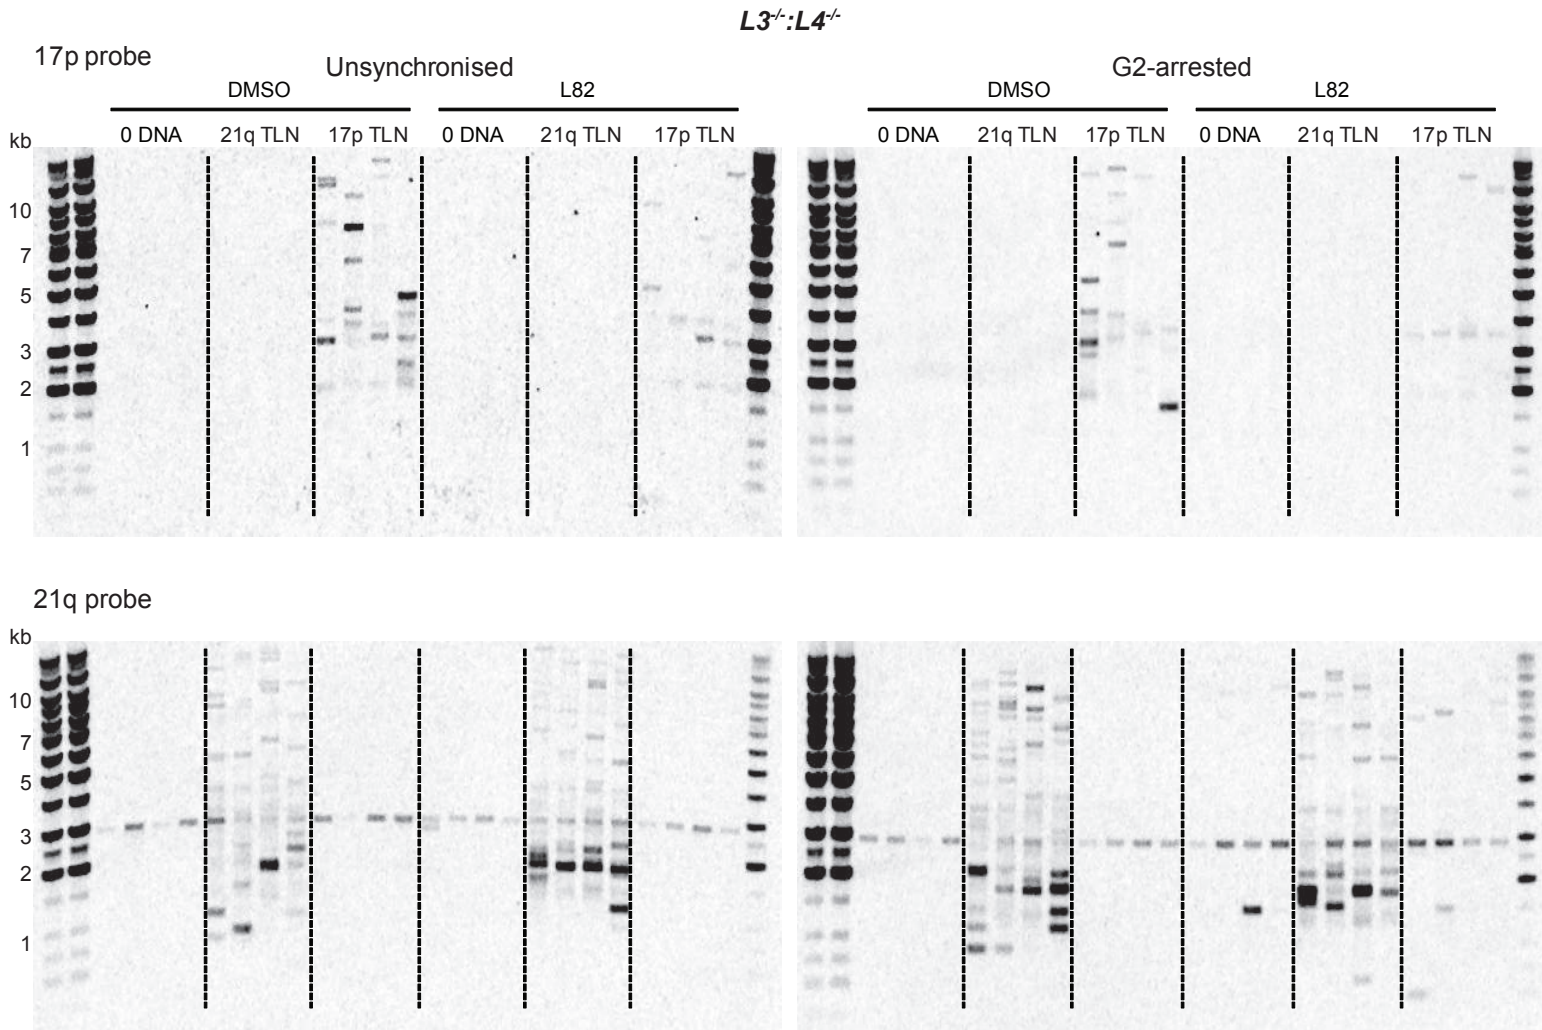 L3-/-:L4-/-
17p probe
Unsynchronised G2-arrested
DMSO L82 DMSO L82
kb 0 DNA 21q TLN 17p TLN 0 DNA 21q TLN 17p TLN 0 DNA 21q TLN 17p TLN 0 DNA 21q TLN 17p TLN
10
7
5
3
2
1
21q probe
kb
10
7
5
3
2
1